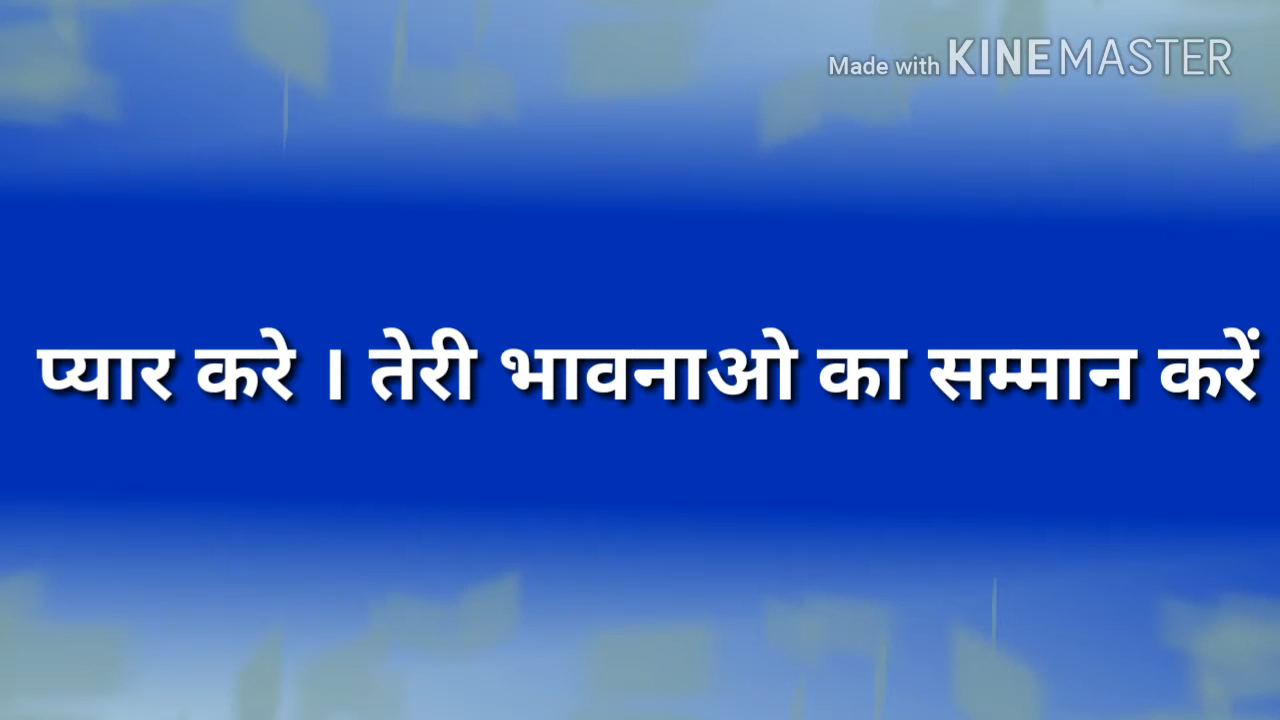 Made with KINEMASTER
प्यार करे । तेरी भावनाओ का सम्मान करें